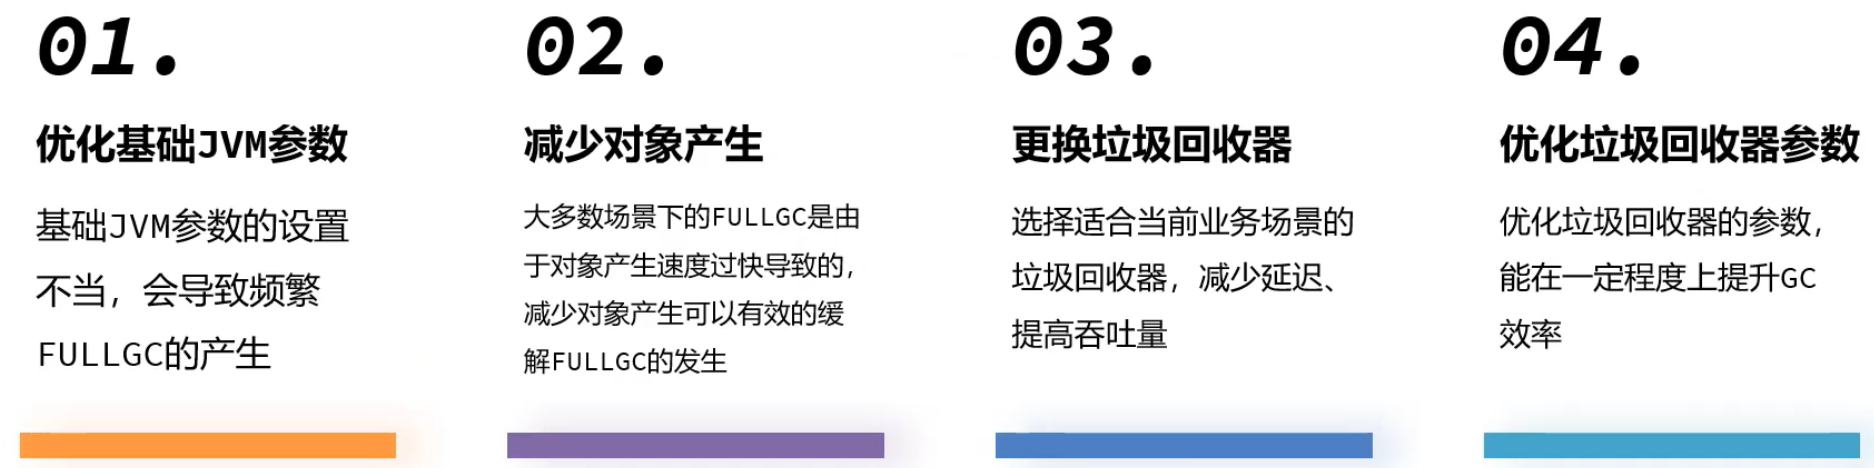 01.
优化基础JVM参数
基础JVM参数的设置
不当，会导致频繁
FULLGC的产生
02.
减少对象产生
大多数场景下的FULLGC是由
于对象产生速度过快导致的，
减少对象产生可以有效的缓
解FULLGC的发生
03.
更换垃圾回收器
选择适合当前业务场景的
垃圾回收器，减少延迟、
提高吞吐量
04.
优化垃圾回收器参数
优化垃圾回收器的参数，
能在一定程度上提升GC
效率